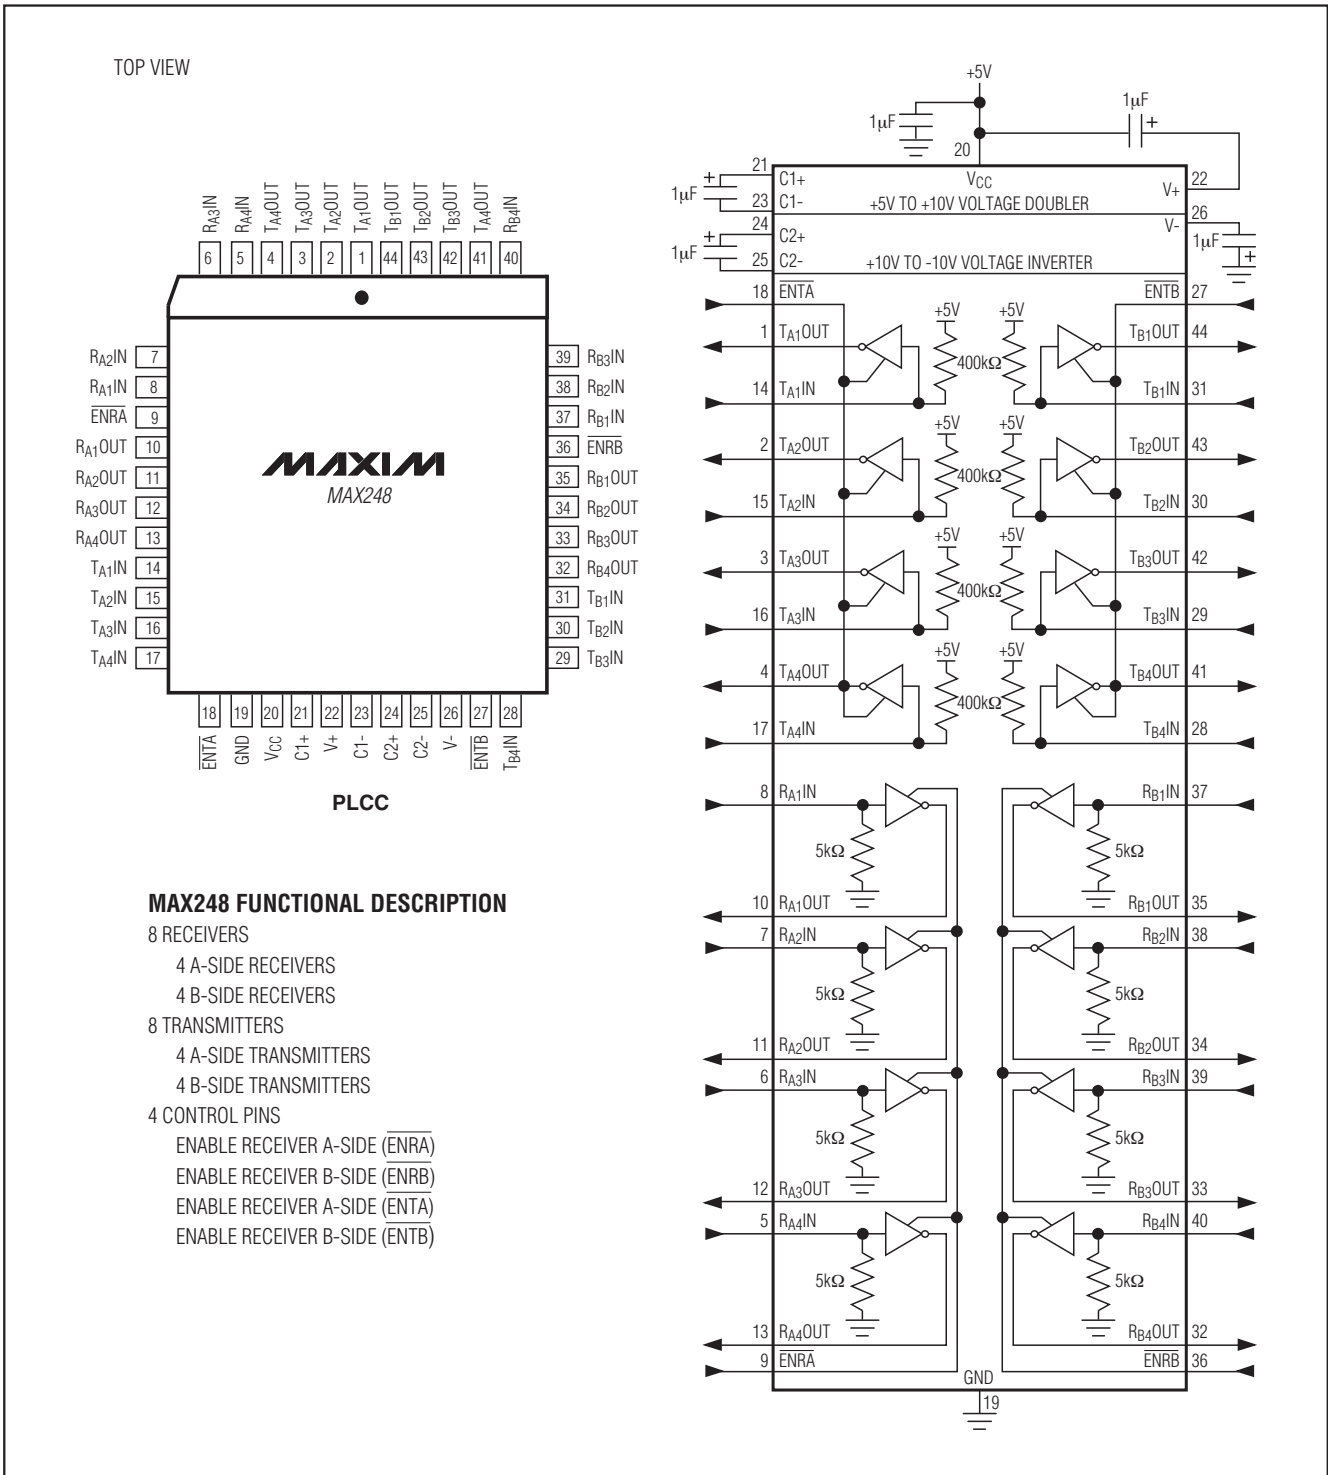 TOP VIEW
RA3IN
RA4IN
TA4OUT
TA3OUT
TA2OUT
TA1OUT
TB1OUT
TB2OUT
TB3OUT
TA4OUT
RB4IN
6 5 4 3 2 1 44 43 42 41 40
RA2IN 7
RA1IN 8
ENRA 9
RA1OUT 10
RA2OUT 11
RA3OUT 12
RA4OUT 13
TA1IN 14
TA2IN 15
TA3IN 16
TA4IN 17
MAXIM
MAX248
39 RB3IN
38 RB2IN
37 RB1IN
36 ENRB
35 RB1OUT
34 RB2OUT
33 RB3OUT
32 RB4OUT
31 TB1IN
30 TB2IN
29 TB3IN
18 19 20 21 22 23 24 25 26 27 28
ENTA
GND
VCC
C1+
V+
C1-
C2+
C2-
V-
ENTB
TB4IN
PLCC
MAX248 FUNCTIONAL DESCRIPTION
8 RECEIVERS
4 A-SIDE RECEIVERS
4 B-SIDE RECEIVERS
8 TRANSMITTERS
4 A-SIDE TRANSMITTERS
4 B-SIDE TRANSMITTERS
4 CONTROL PINS
ENABLE RECEIVER A-SIDE (ENRA)
ENABLE RECEIVER B-SIDE (ENRB)
ENABLE RECEIVER A-SIDE (ENTA)
ENABLE RECEIVER B-SIDE (ENTB)
+5V
1µF
1µF +
20
21 C1+ VCC V+ 22
+ 1µF
23 C1- +5V TO +10V VOLTAGE DOUBLER
V- 26
24 C2+
+ 1µF
1µF +
25 C2- +10V TO -10V VOLTAGE INVERTER
18 ENTA ENTB 27
+5V +5V
1 TA1OUT TB1OUT 44
400kΩ
14 TA1IN TB1IN 31
+5V +5V
2 TA2OUT TB2OUT 43
400kΩ
15 TA2IN TB2IN 30
+5V +5V
3 TA3OUT TB3OUT 42
400kΩ
16 TA3IN TB3IN 29
+5V +5V
4 TA4OUT TB4OUT 41
400kΩ
17 TA4IN TB4IN 28
8 RA1IN RB1IN 37
5kΩ 5kΩ
10 RA1OUT RB1OUT 35
7 RA2IN RB2IN 38
5kΩ 5kΩ
11 RA2OUT RB2OUT 34
6 RA3IN RB3IN 39
5kΩ 5kΩ
12 RA3OUT RB3OUT 33
5 RA4IN RB4IN 40
5kΩ 5kΩ
13 RA4OUT RB4OUT 32
9 ENRA ENRB 36
GND
19